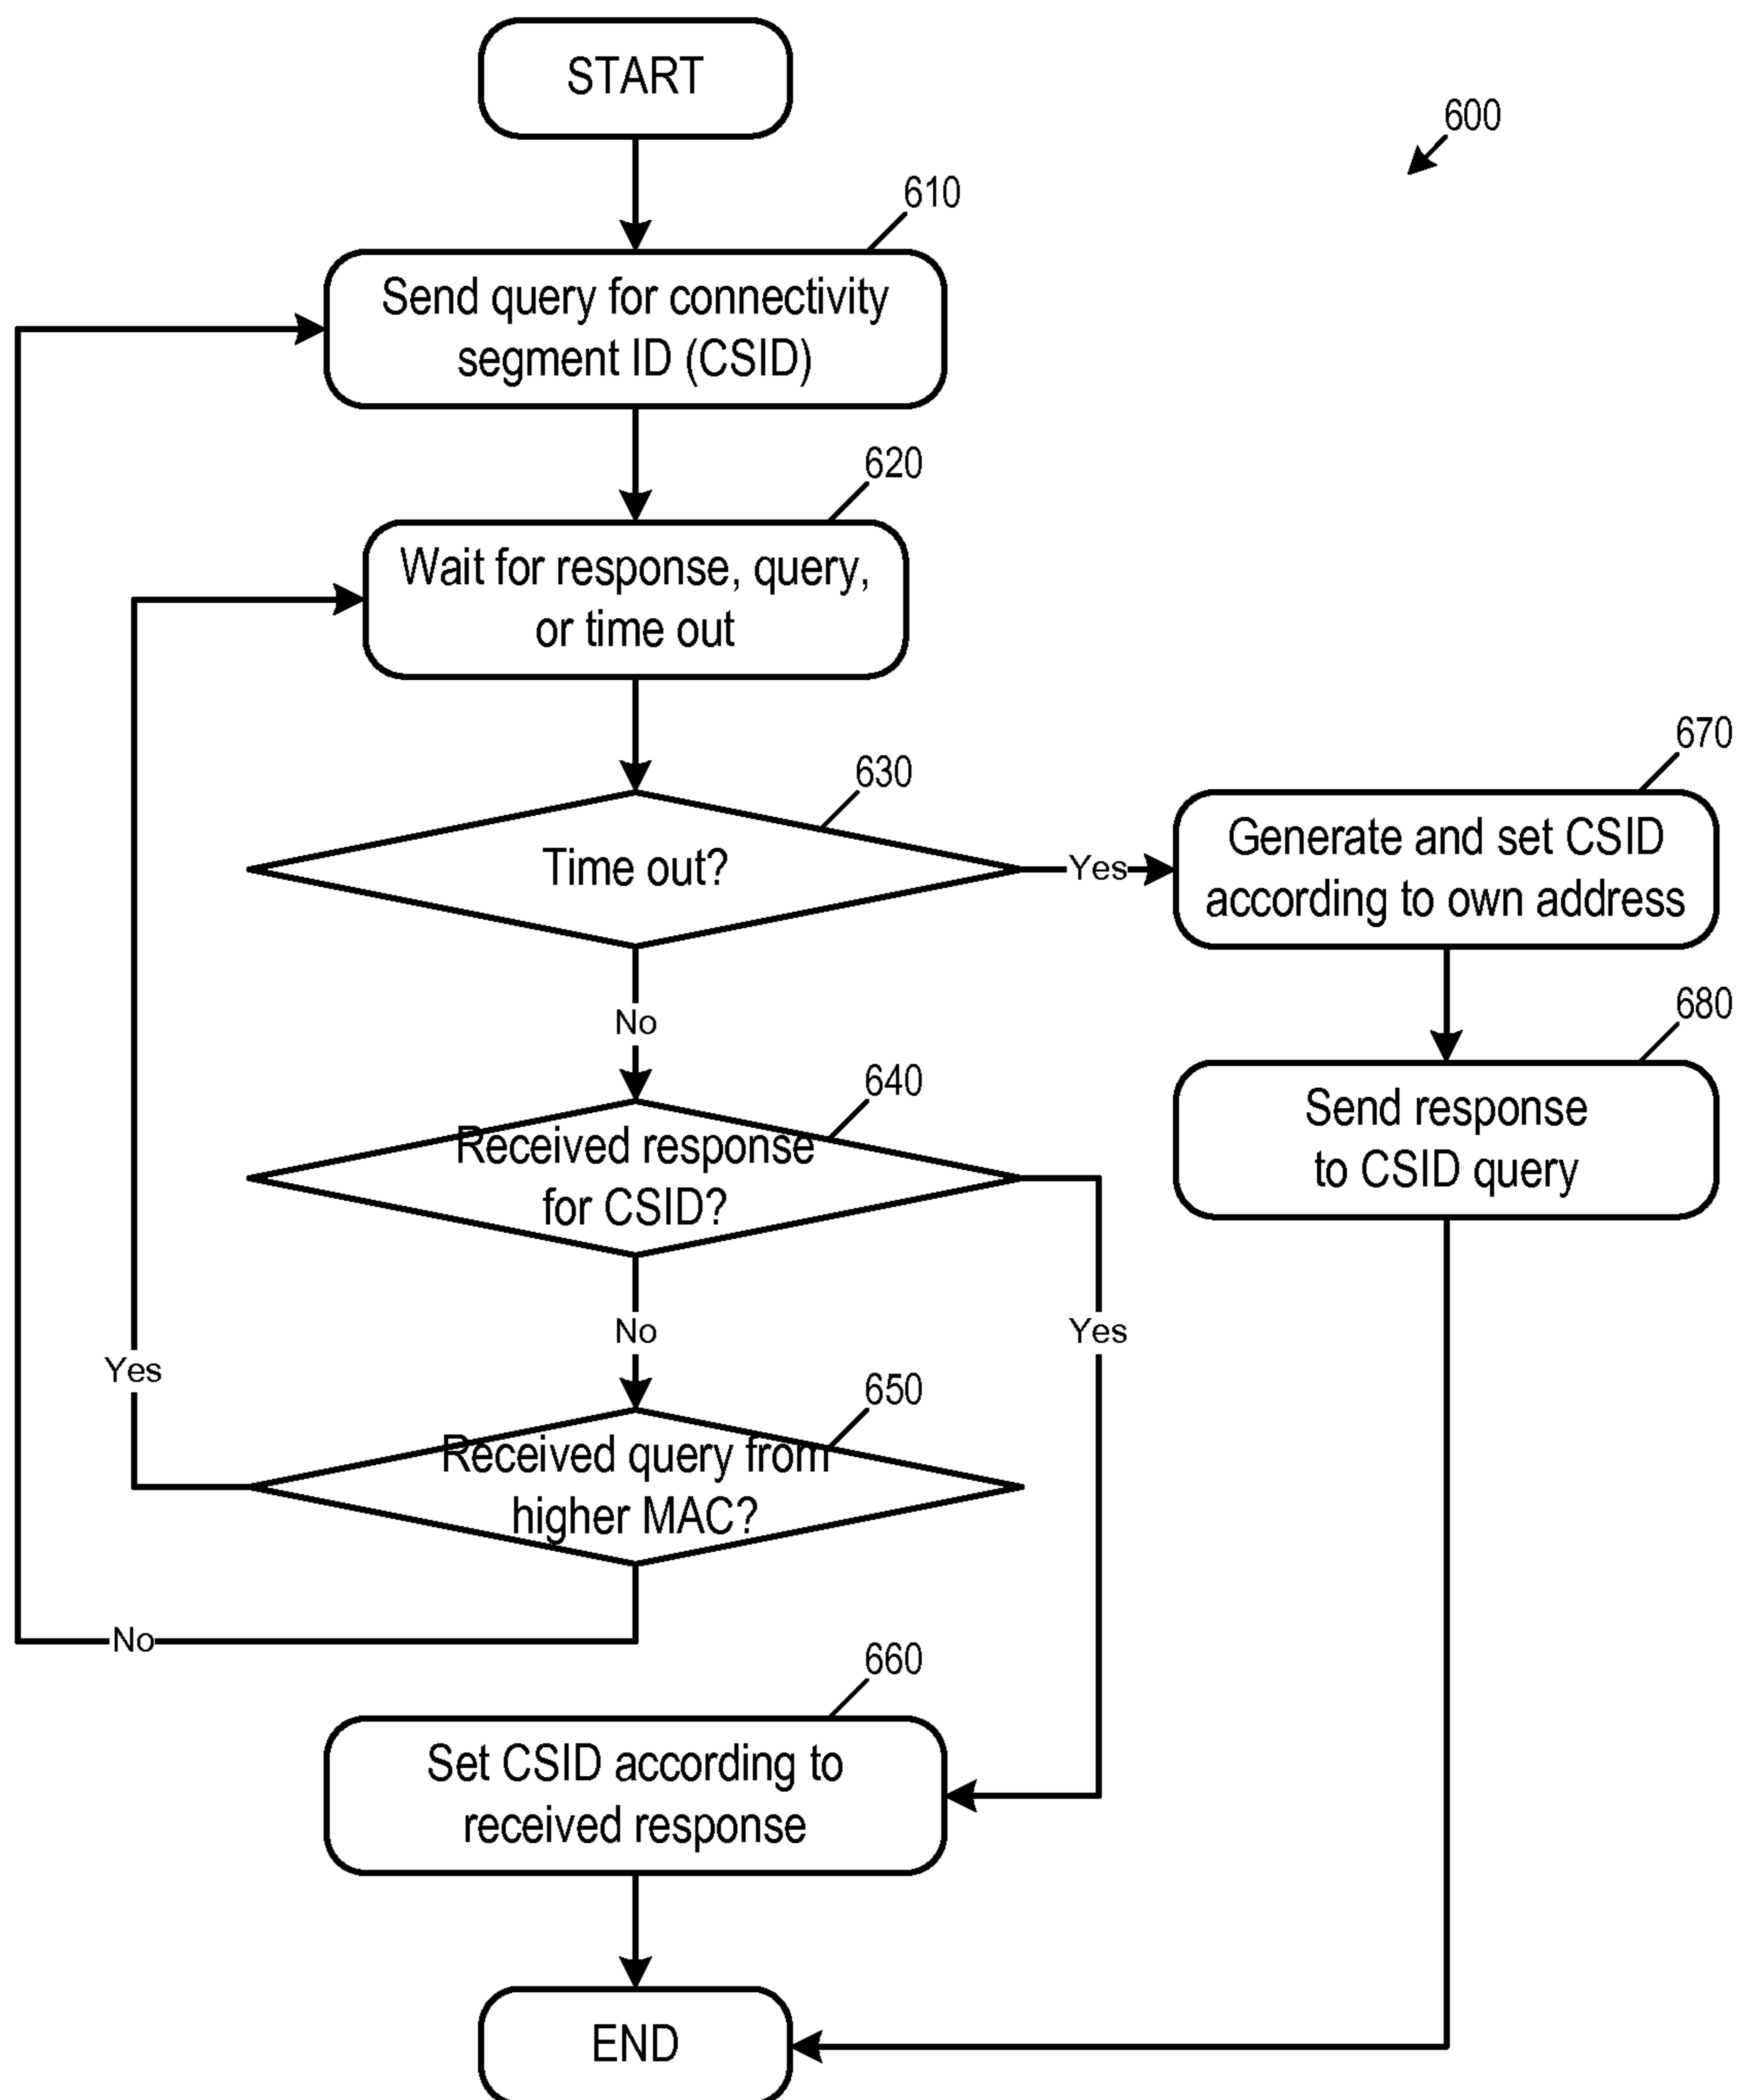 START
600
610
Send query for connectivity
segment ID (CSID)
620
Wait for response, query,
or time out
630
Time out?
Yes
670
Generate and set CSID
according to own address
No
680
Send response
to CSID query
640
Received response
for CSID?
No
Yes
Yes
650
Received query from
higher MAC?
No
660
Set CSID according to
received response
END